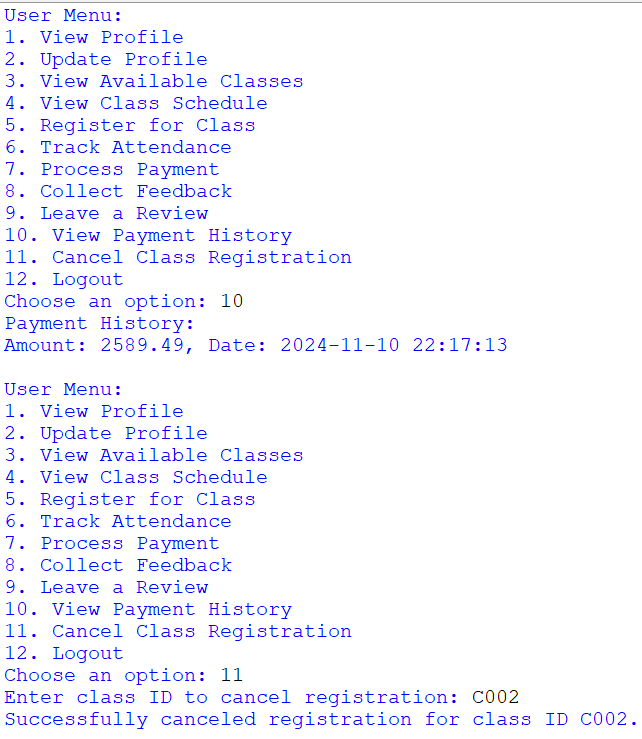 User Menu:
1. View Profile
2. Update Profile
3. View Available Classes
4. View Class Schedule
5. Register for Class
6. Track Attendance
7. Process Payment
8. Collect Feedback
9. Leave a Review
10. View Payment History
11. Cancel Class Registration
12. Logout
Choose an option: 10
Payment History:
Amount: 2589.49, Date: 2024-11-10 22:17:13

User Menu:
1. View Profile
2. Update Profile
3. View Available Classes
4. View Class Schedule
5. Register for Class
6. Track Attendance
7. Process Payment
8. Collect Feedback
9. Leave a Review
10. View Payment History
11. Cancel Class Registration
12. Logout
Choose an option: 11
Enter class ID to cancel registration: C002
Successfully canceled registration for class ID C002.